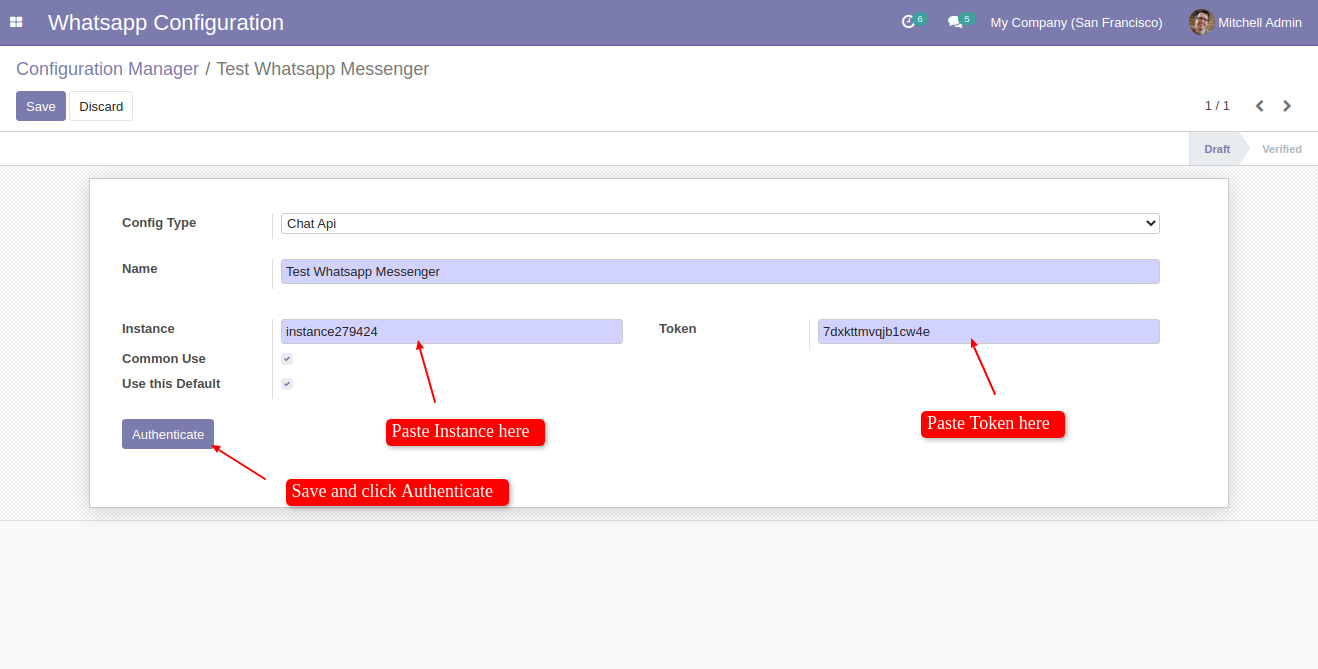 Whatsapp Configuration 6 5 My Company (San Francisco) Mitchell Admin
Configuration Manager / Test Whatsapp Messenger
Save Discard 1 / 1
Draft Verified
Config Type Chat Api
Name Test Whatsapp Messenger
Instance instance279424 Token 7dxkttmvqjb1cw4e
Common Use
Use this Default
Paste Token here
Authenticate Paste Instance here
Save and click Authenticate